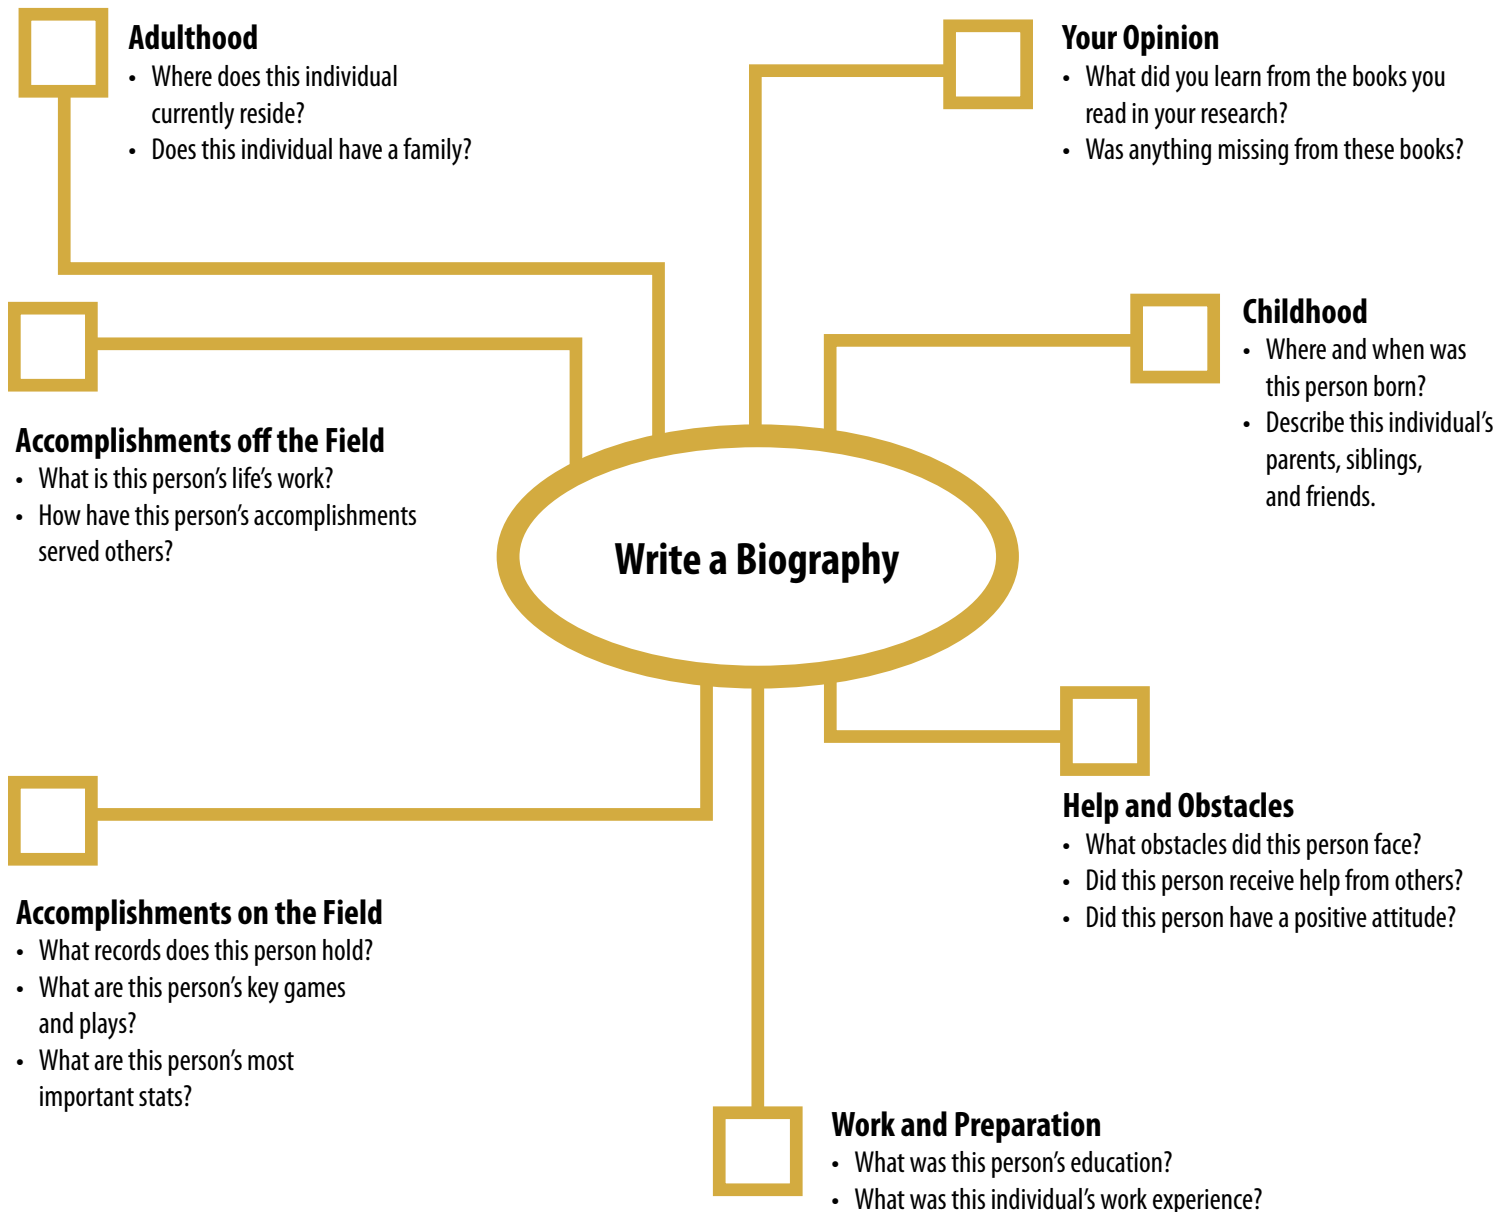 Adulthood
• Where does this individual
currently reside?
• Does this individual have a family?
Your Opinion
• What did you learn from the books you
read in your research?
• Was anything missing from these books?
Childhood
• Where and when was
this person born?
• Describe this individual’s
parents, siblings,
and friends.
Accomplishments off the Field
• What is this person’s life’s work?
• How have this person’s accomplishments
served others?
Write a Biography
Help and Obstacles
• What obstacles did this person face?
• Did this person receive help from others?
• Did this person have a positive attitude?
Accomplishments on the Field
• What records does this person hold?
• What are this person’s key games
and plays?
• What are this person’s most
important stats?
Work and Preparation
• What was this person’s education?
• What was this individual’s work experience?